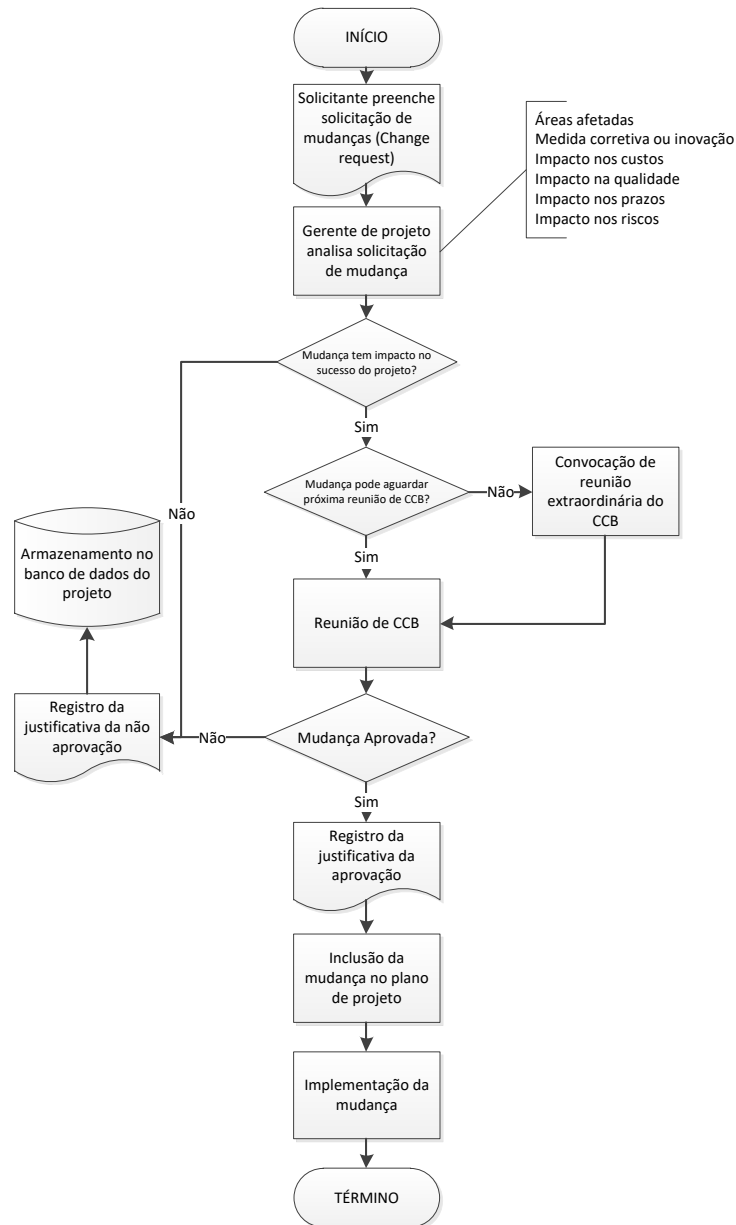 INÍCIO
Solicitante preenche
solicitação de
mudanças (Change
request)
Áreas afetadas
Medida corretiva ou inovação
Impacto nos custos
Impacto na qualidade
Impacto nos prazos
Impacto nos riscos
Gerente de projeto
analisa solicitação
de mudança
Mudança tem impacto no
sucesso do projeto?
Sim
Não
Mudança pode aguardar
próxima reunião de CCB?
Não
Convocação de
reunião
extraordinária do
CCB
Sim
Armazenamento no
banco de dados do
projeto
Reunião de CCB
Registro da
justificativa da não
aprovação
Não
Mudança Aprovada?
Sim
Registro da
justificativa da
aprovação
Inclusão da
mudança no plano
de projeto
Implementação da
mudança
TÉRMINO